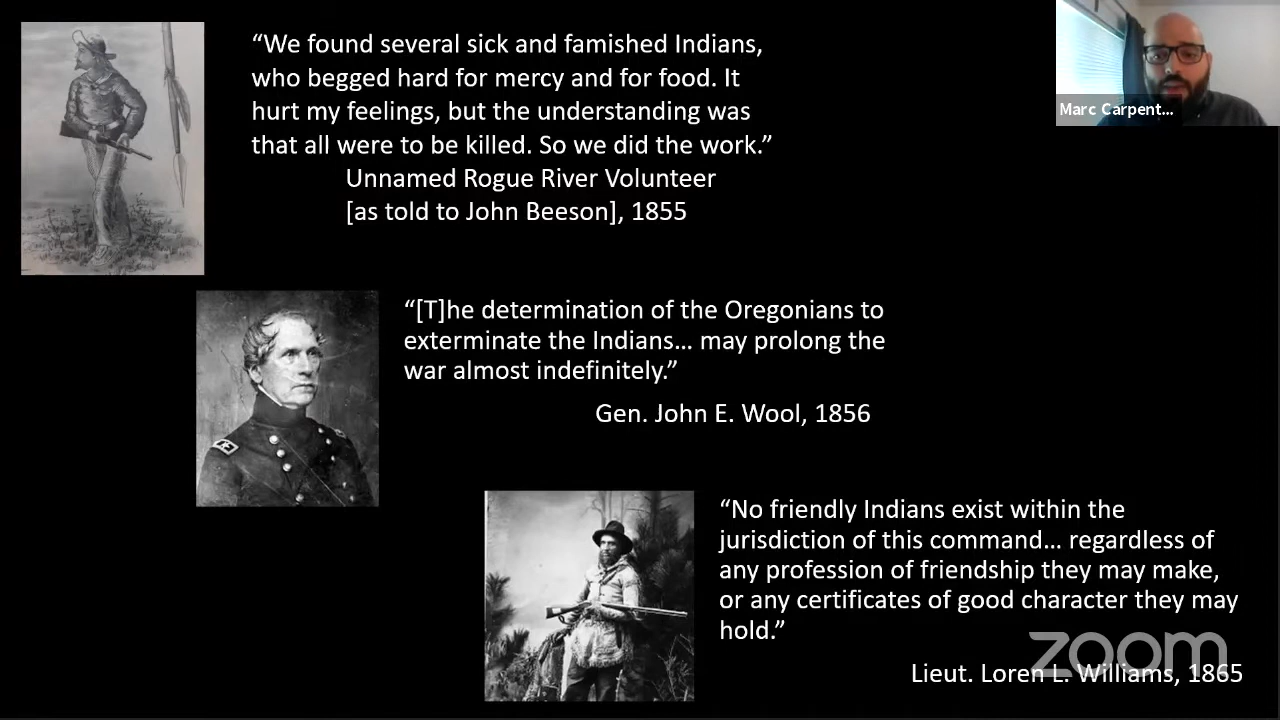 “We found several sick and famished Indians,
who begged hard for mercy and for food. It
hurt my feelings, but the understanding was
that all were to be killed. So we did the work.”
Unnamed Rogue River Volunteer
[as told to John Beeson], 1855
Marc Carpent...
“[T]he determination of the Oregonians to
exterminate the Indians… may prolong the
war almost indefinitely.”
Gen. John E. Wool, 1856
“No friendly Indians exist within the
jurisdiction of this command… regardless of
any profession of friendship they may make,
or any certificates of good character they may
hold.”
zoom
Lieut. Loren L. Williams, 1865